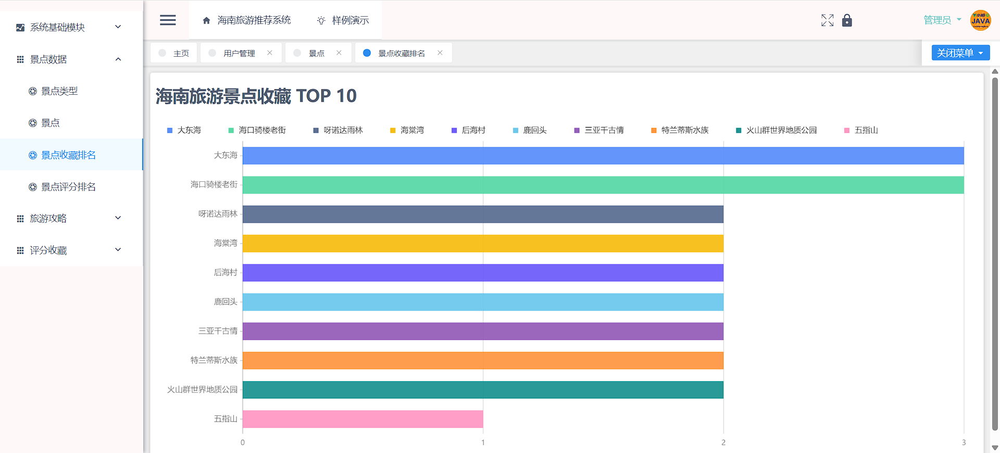 系统基础模块
景点数据
景点类型
景点
景点收藏排名
景点评分排名
旅游攻略
评分收藏
海南旅游推荐系统 样例演示
管理员
JAVA
主页 用户管理 景点 景点收藏排名
关闭菜单
海南旅游景点收藏 TOP 10
大东海 海口骑楼老街 呀诺达雨林 海棠湾 后海村 鹿回头 三亚千古情 特兰蒂斯水族 火山群世界地质公园 五指山
大东海
海口骑楼老街
呀诺达雨林
海棠湾
后海村
鹿回头
三亚千古情
特兰蒂斯水族
火山群世界地质公园
五指山
0 1 2 3